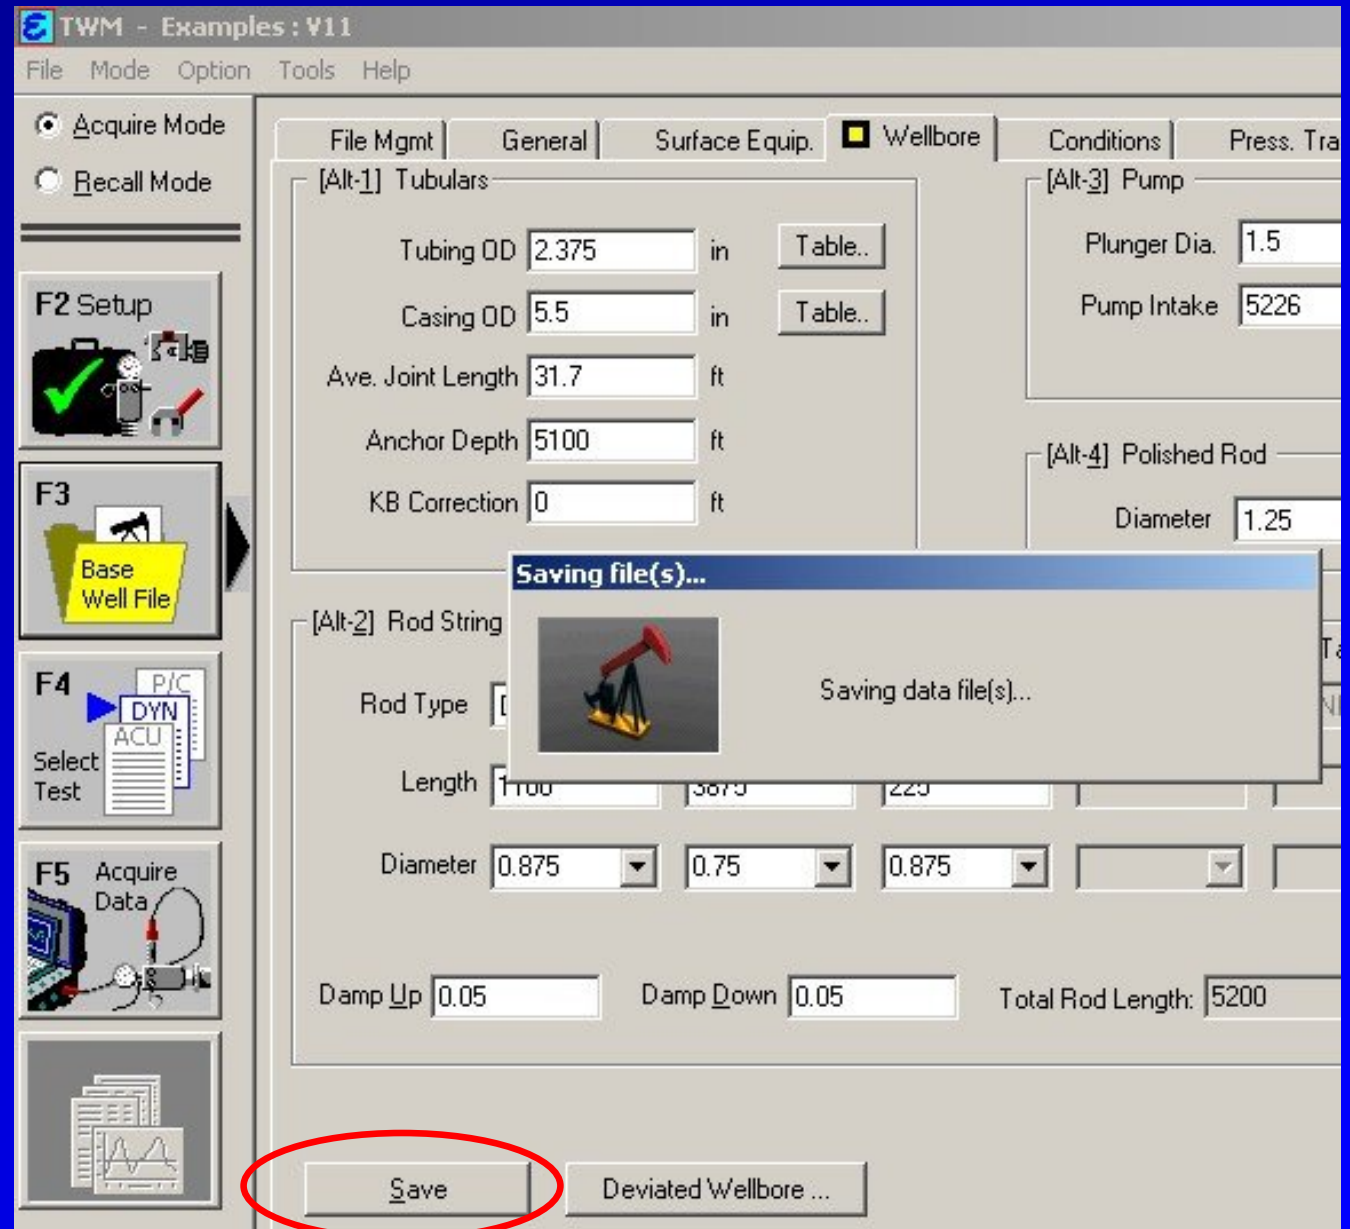 TWM - Examples : V11
File Mode Option Tools Help
Acquire Mode
Recall Mode
F2 Setup
F3
Base
Well File
F4
P/C
DYN
ACU
Select
Test
F5 Acquire
Data
File Mgmt General Surface Equip. Wellbore Conditions Press. Tra
[Alt-1] Tubulars
Tubing OD 2.375 in Table..
Casing OD 5.5 in Table..
Ave. Joint Length 31.7 ft
Anchor Depth 5100 ft
KB Correction 0 ft
[Alt-3] Pump
Plunger Dia. 1.5
Pump Intake 5226
[Alt-4] Polished Rod
Diameter 1.25
Saving file(s)...
Saving data file(s)...
[Alt-2] Rod String
Rod Type
Length 1100 3875 225
Diameter 0.875 0.75 0.875
Damp Up 0.05 Damp Down 0.05 Total Rod Length: 5200
Save Deviated Wellbore ...